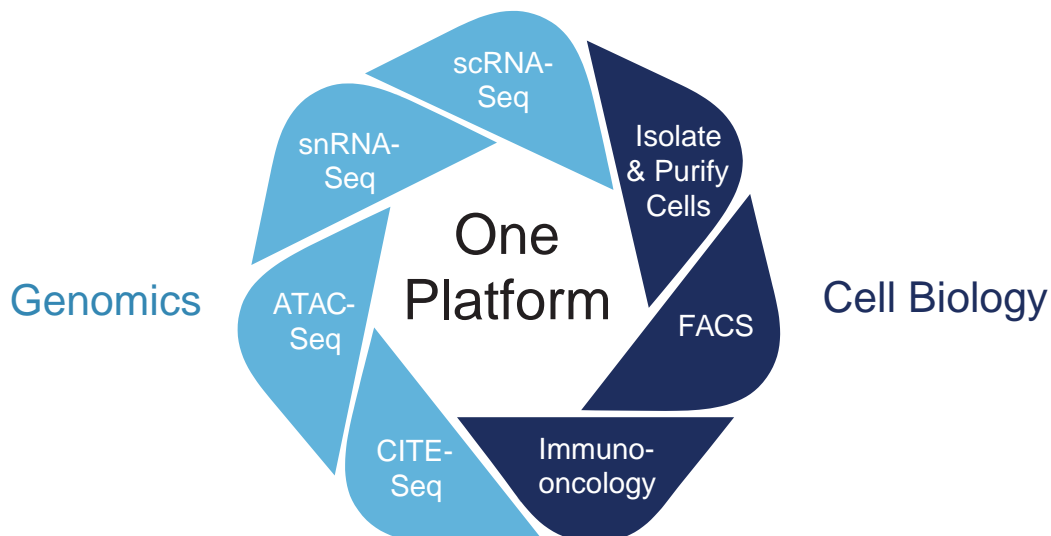 scRNA-
Seq
snRNA-
Seq
Isolate
& Purify
Cells
One
Platform
Genomics
ATAC-
Seq
FACS
Cell Biology
CITE-
Seq
Immuno-
oncology